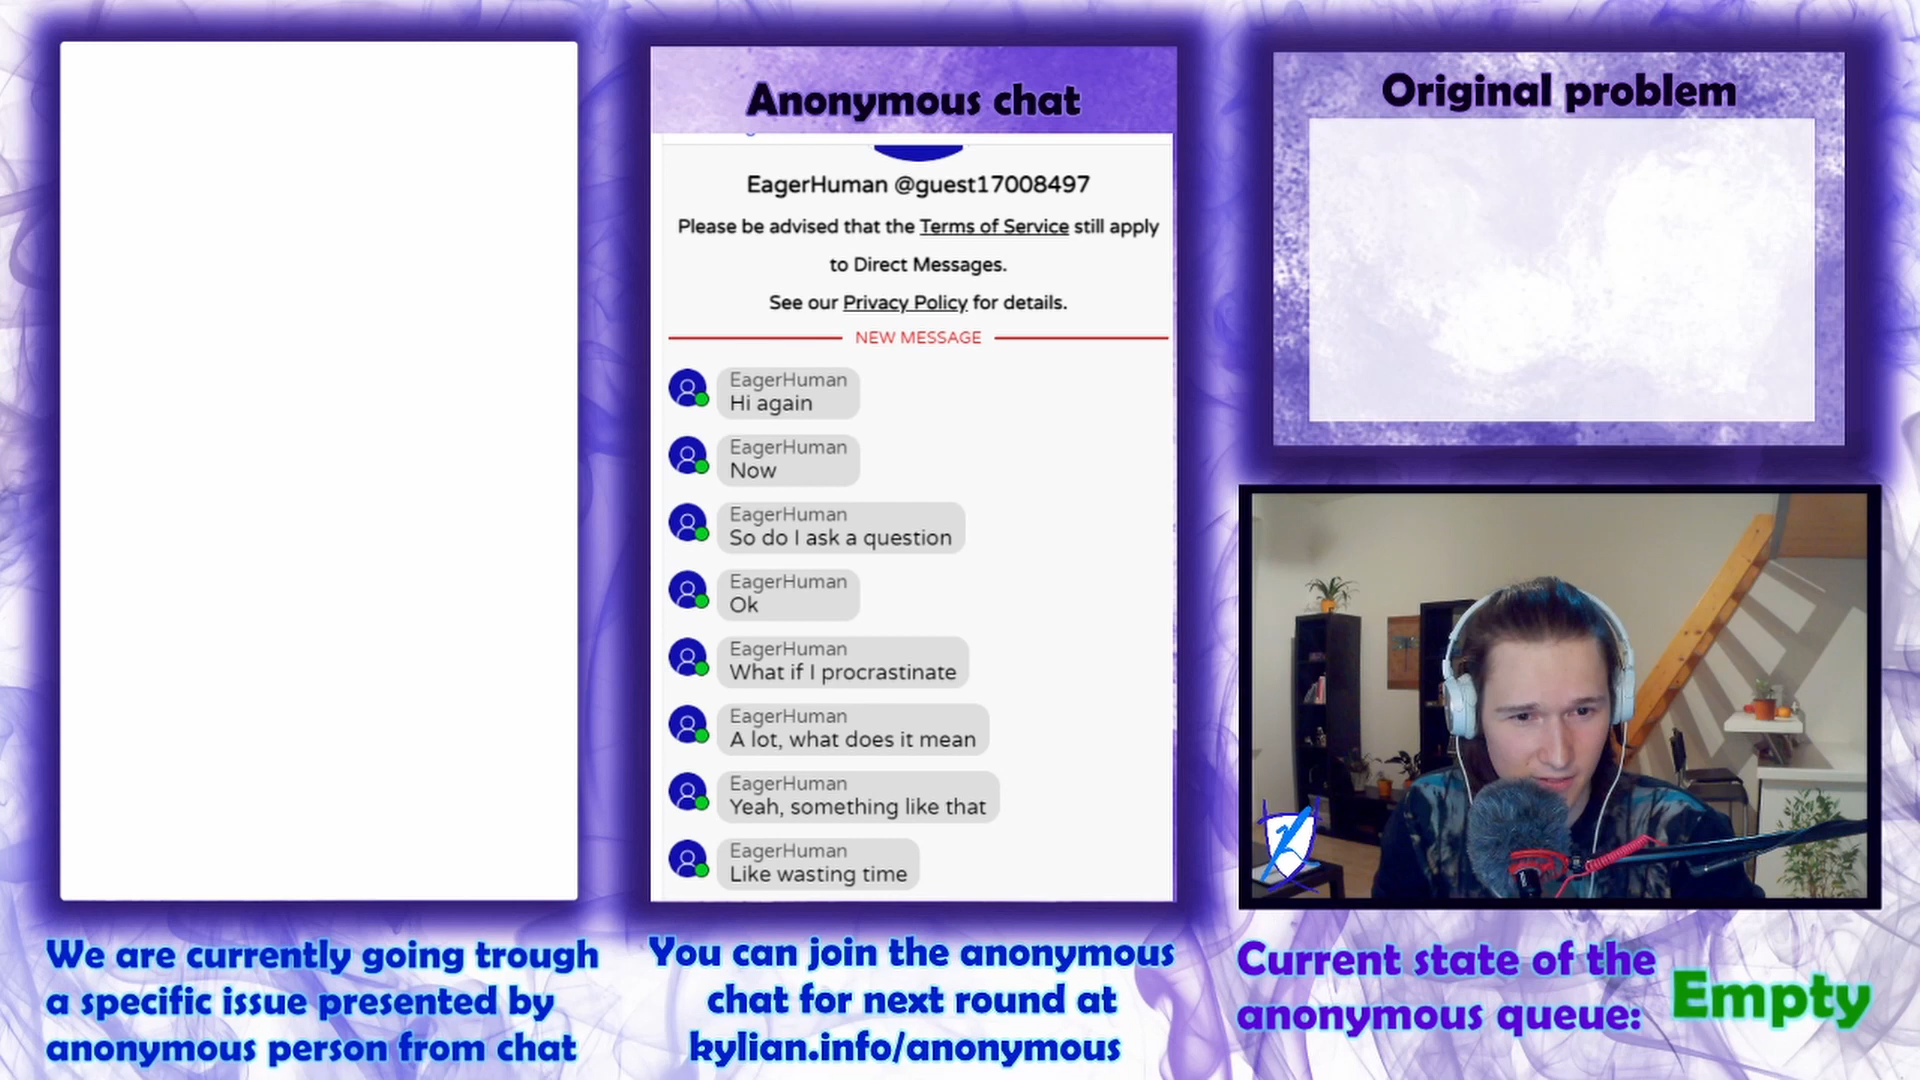 Anonymous chat
EagerHuman @guest17008497
Please be advised that the Terms of Service still apply
to Direct Messages.
See our Privacy Policy for details.
NEW MESSAGE
EagerHuman
Hi again
EagerHuman
Now
EagerHuman
So do I ask a question
EagerHuman
Ok
EagerHuman
What if I procrastinate
EagerHuman
A lot, what does it mean
EagerHuman
Yeah, something like that
EagerHuman
Like wasting time
Original problem
We are currently going trough
a specific issue presented by
anonymous person from chat
You can join the anonymous
chat for next round at
kylian.info/anonymous
Current state of the
anonymous queue:
Empty